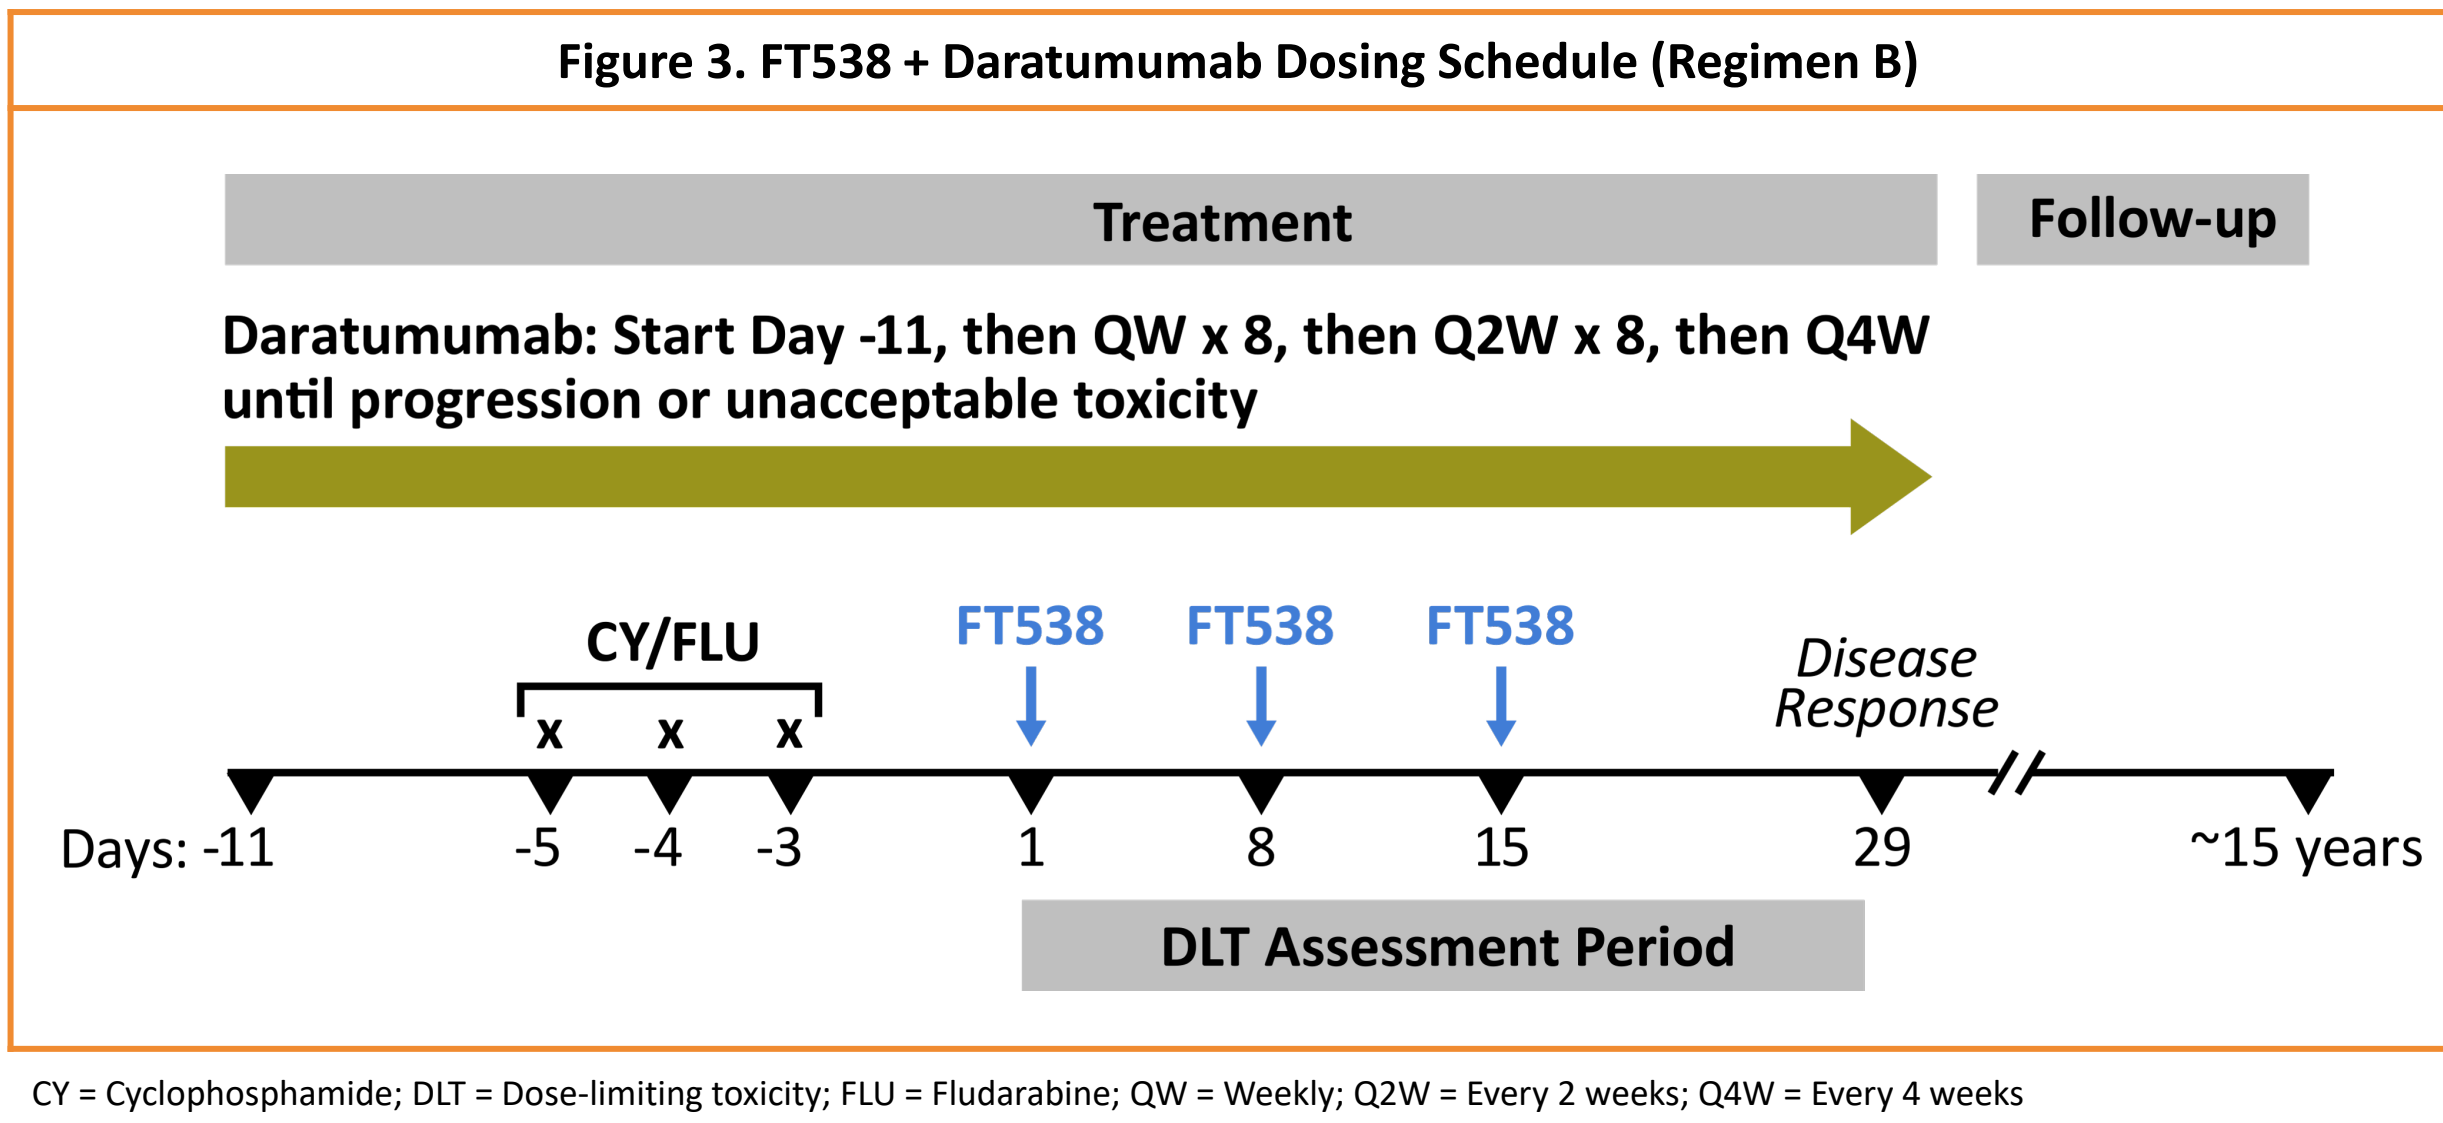 Figure 3. FT538 + Daratumumab Dosing Schedule (Regimen B)
Treatment
Follow-up
Daratumumab: Start Day -11, then QW x 8, then Q2W x 8, then Q4W
until progression or unacceptable toxicity
CY/FLU
FT538 FT538 FT538
Disease
Response
x x x
Days: -11 -5 -4 -3 1 8 15 29 ~15 years
DLT Assessment Period
CY = Cyclophosphamide; DLT = Dose-limiting toxicity; FLU = Fludarabine; QW = Weekly; Q2W = Every 2 weeks; Q4W = Every 4 weeks